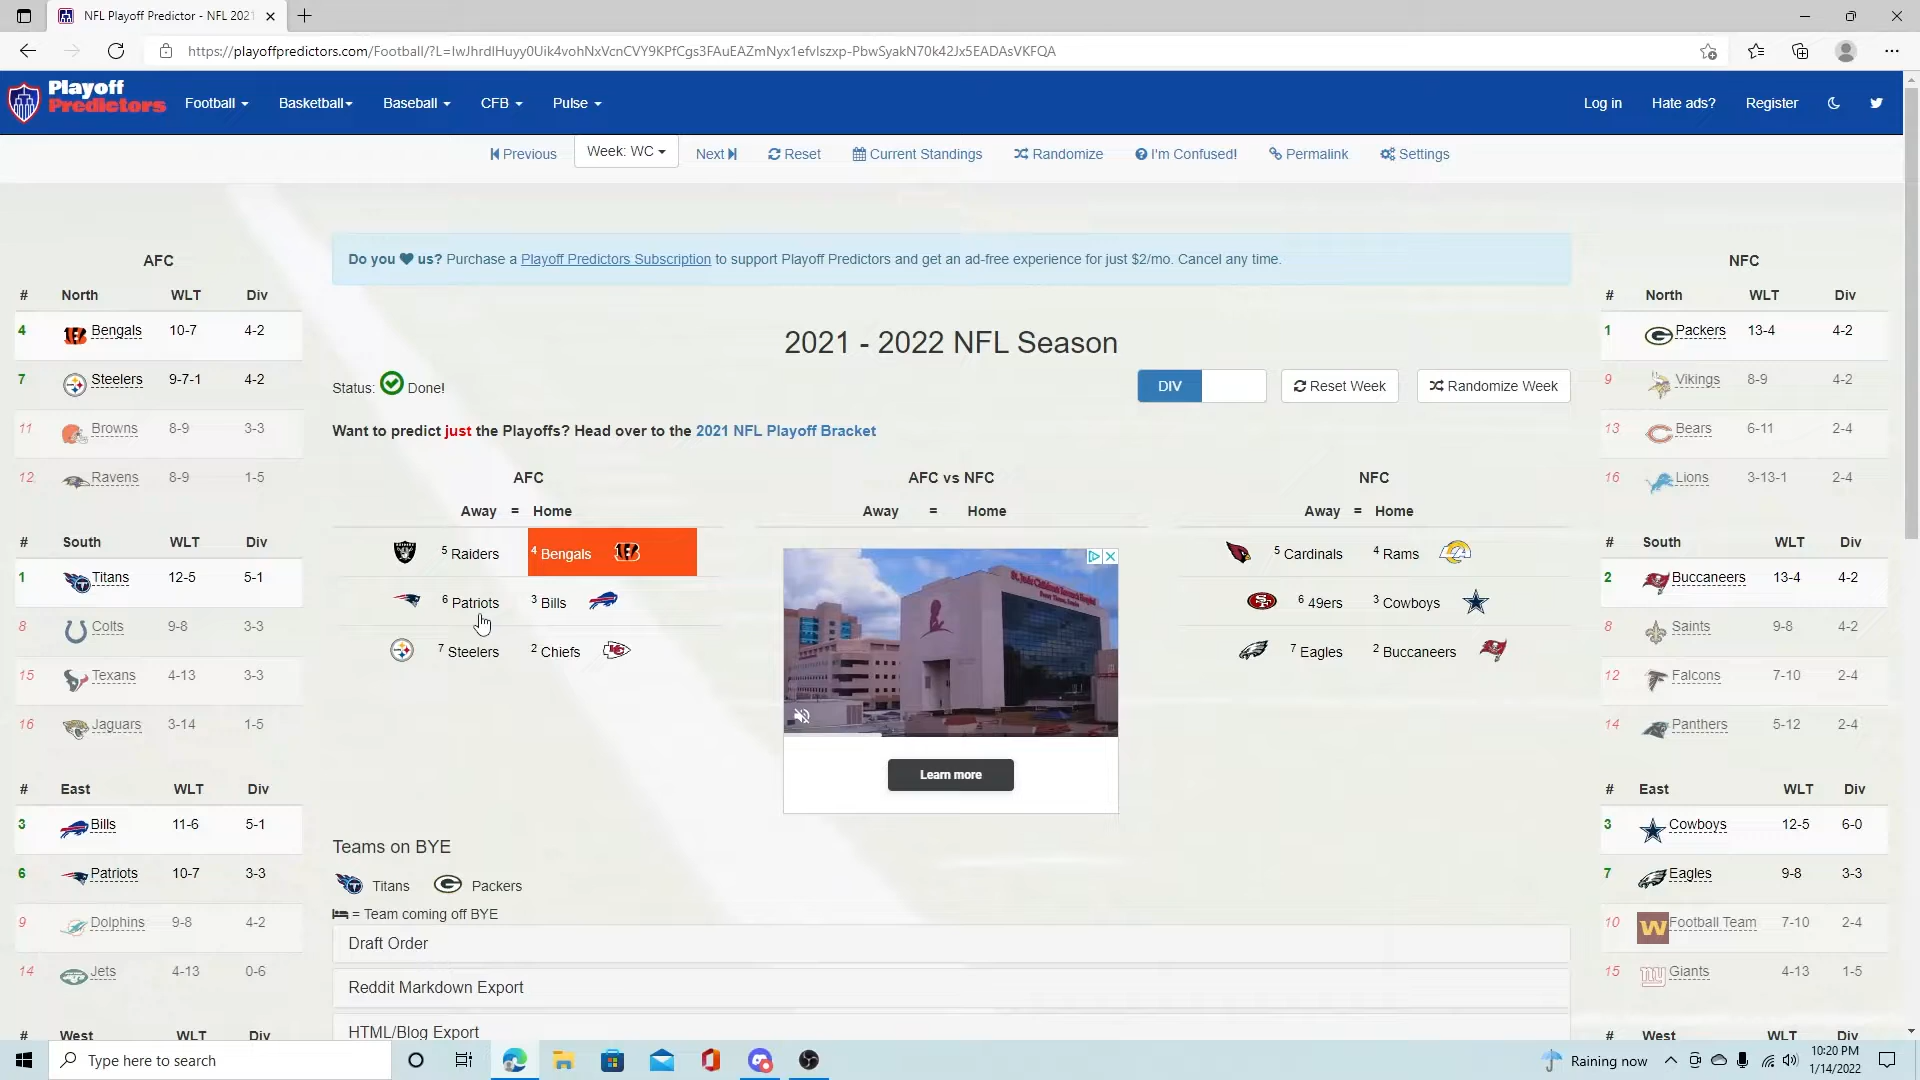 NFL Playoff Predictor - NFL 2021
https://playoffpredictors.com/Football/?L=IwJhrdIHuyy0Uik4vohNxVcnCVY9KPfCgs3FAuEAZmNyx1efvlszxp-PbwSyakN70k42Jx5EADAsVKFQA
Playoff Predictors Football Basketball Baseball CFB Pulse Log in Hate ads? Register
Previous Week: WC Next Reset Current Standings Randomize I'm Confused! Permalink Settings
Do you us? Purchase a Playoff Predictors Subscription to support Playoff Predictors and get an ad-free experience for just $2/mo. Cancel any time.
AFC
# North WLT Div
4 Bengals 10-7 4-2
7 Steelers 9-7-1 4-2
11 Browns 8-9 3-3
12 Ravens 8-9 1-5
# South WLT Div
1 Titans 12-5 5-1
8 Colts 9-8 3-3
15 Texans 4-13 3-3
16 Jaguars 3-14 1-5
# East WLT Div
3 Bills 11-6 5-1
6 Patriots 10-7 3-3
9 Dolphins 9-8 4-2
14 Jets 4-13 0-6
# West WLT Div
2021 - 2022 NFL Season
Status: Done!
DIV Reset Week Randomize Week
Want to predict just the Playoffs? Head over to the 2021 NFL Playoff Bracket
AFC
Away = Home
5 Raiders 4 Bengals
6 Patriots 3 Bills
7 Steelers 2 Chiefs
AFC vs NFC
Away = Home
St. Jude Children's Research Hospital
Learn more
NFC
Away = Home
5 Cardinals 4 Rams
6 49ers 3 Cowboys
7 Eagles 2 Buccaneers
Teams on BYE
Titans Packers
= Team coming off BYE
Draft Order
Reddit Markdown Export
HTML/Blog Export
NFC
# North WLT Div
1 Packers 13-4 4-2
9 Vikings 8-9 4-2
13 Bears 6-11 2-4
16 Lions 3-13-1 2-4
# South WLT Div
2 Buccaneers 13-4 4-2
8 Saints 9-8 4-2
12 Falcons 7-10 2-4
14 Panthers 5-12 2-4
# East WLT Div
3 Cowboys 12-5 6-0
7 Eagles 9-8 3-3
10 Football Team 7-10 2-4
15 Giants 4-13 1-5
# West WLT Div
Type here to search
Raining now
10:20 PM
1/14/2022